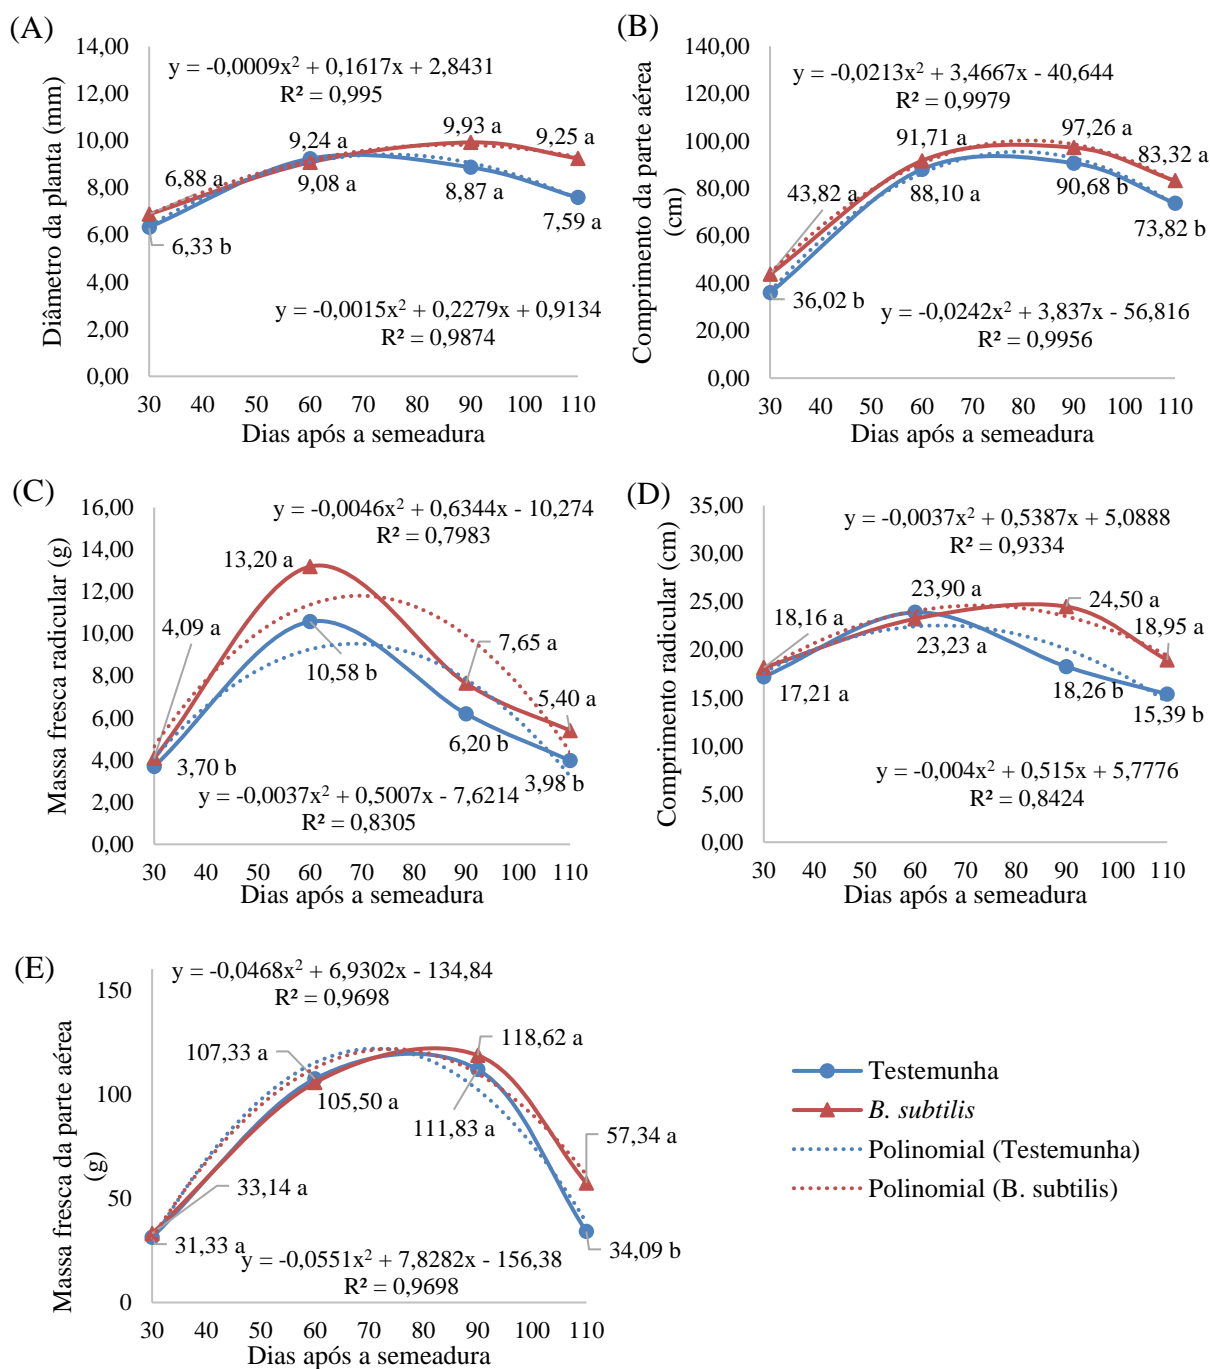 (A)
14,00
12,00
10,00
8,00
6,00
4,00
2,00
0,00
Diâmetro da planta (mm)
y = -0,0009x² + 0,1617x + 2,8431
R² = 0,995
6,88 a
9,24 a
9,93 a
9,25 a
6,33 b
9,08 a
8,87 a
7,59 a
y = -0,0015x² + 0,2279x + 0,9134
R² = 0,9874
30 40 50 60 70 80 90 100 110
Dias após a semeadura
(B)
140,00
120,00
100,00
80,00
60,00
40,00
20,00
0,00
Comprimento da parte aérea
(cm)
y = -0,0213x² + 3,4667x - 40,644
R² = 0,9979
43,82 a
91,71 a
97,26 a
83,32 a
36,02 b
88,10 a
90,68 b
73,82 b
y = -0,0242x² + 3,837x - 56,816
R² = 0,9956
30 40 50 60 70 80 90 100 110
Dias após a semeadura
(C)
16,00
14,00
12,00
10,00
8,00
6,00
4,00
2,00
0,00
Massa fresca radicular (g)
y = -0,0046x² + 0,6344x - 10,274
R² = 0,7983
4,09 a
13,20 a
7,65 a
5,40 a
3,70 b
10,58 b
6,20 b
3,98 b
y = -0,0037x² + 0,5007x - 7,6214
R² = 0,8305
30 40 50 60 70 80 90 100 110
Dias após a semeadura
(D)
35,00
30,00
25,00
20,00
15,00
10,00
5,00
0,00
Comprimento radicular (cm)
y = -0,0037x² + 0,5387x + 5,0888
R² = 0,9334
18,16 a
23,90 a
24,50 a
18,95 a
17,21 a
23,23 a
18,26 b
15,39 b
y = -0,004x² + 0,515x + 5,7776
R² = 0,8424
30 40 50 60 70 80 90 100 110
Dias após a semeadura
(E)
150
100
50
0
Massa fresca da parte aérea
(g)
y = -0,0468x² + 6,9302x - 134,84
R² = 0,9698
107,33 a
118,62 a
105,50 a
111,83 a
57,34 a
33,14 a
31,33 a
34,09 b
y = -0,0551x² + 7,8282x - 156,38
R² = 0,9698
30 40 50 60 70 80 90 100 110
Dias após a semeadura
Testemunha
B. subtilis
Polinomial (Testemunha)
Polinomial (B. subtilis)